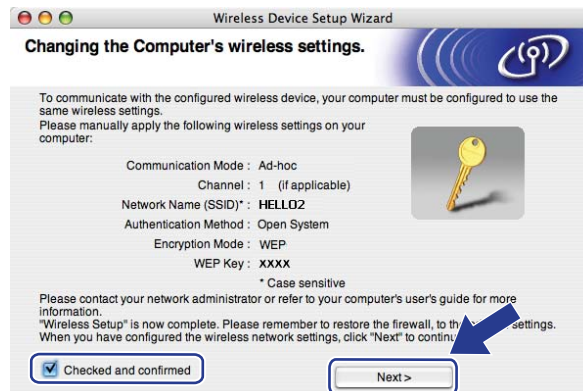 Wireless Device Setup Wizard
Changing the Computer's wireless settings.
To communicate with the configured wireless device, your computer must be configured to use the
same wireless settings.
Please manually apply the following wireless settings on your
computer:
Communication Mode : Ad-hoc
Channel : 1 (if applicable)
Network Name (SSID)* : HELLO2
Authentication Method : Open System
Encryption Mode : WEP
WEP Key : XXXX
* Case sensitive
Please contact your network administrator or refer to your computer's user's guide for more
information.
"Wireless Setup" is now complete. Please remember to restore the firewall, to the settings.
When you have configured the wireless network settings, click "Next" to
Checked and confirmed
Next >